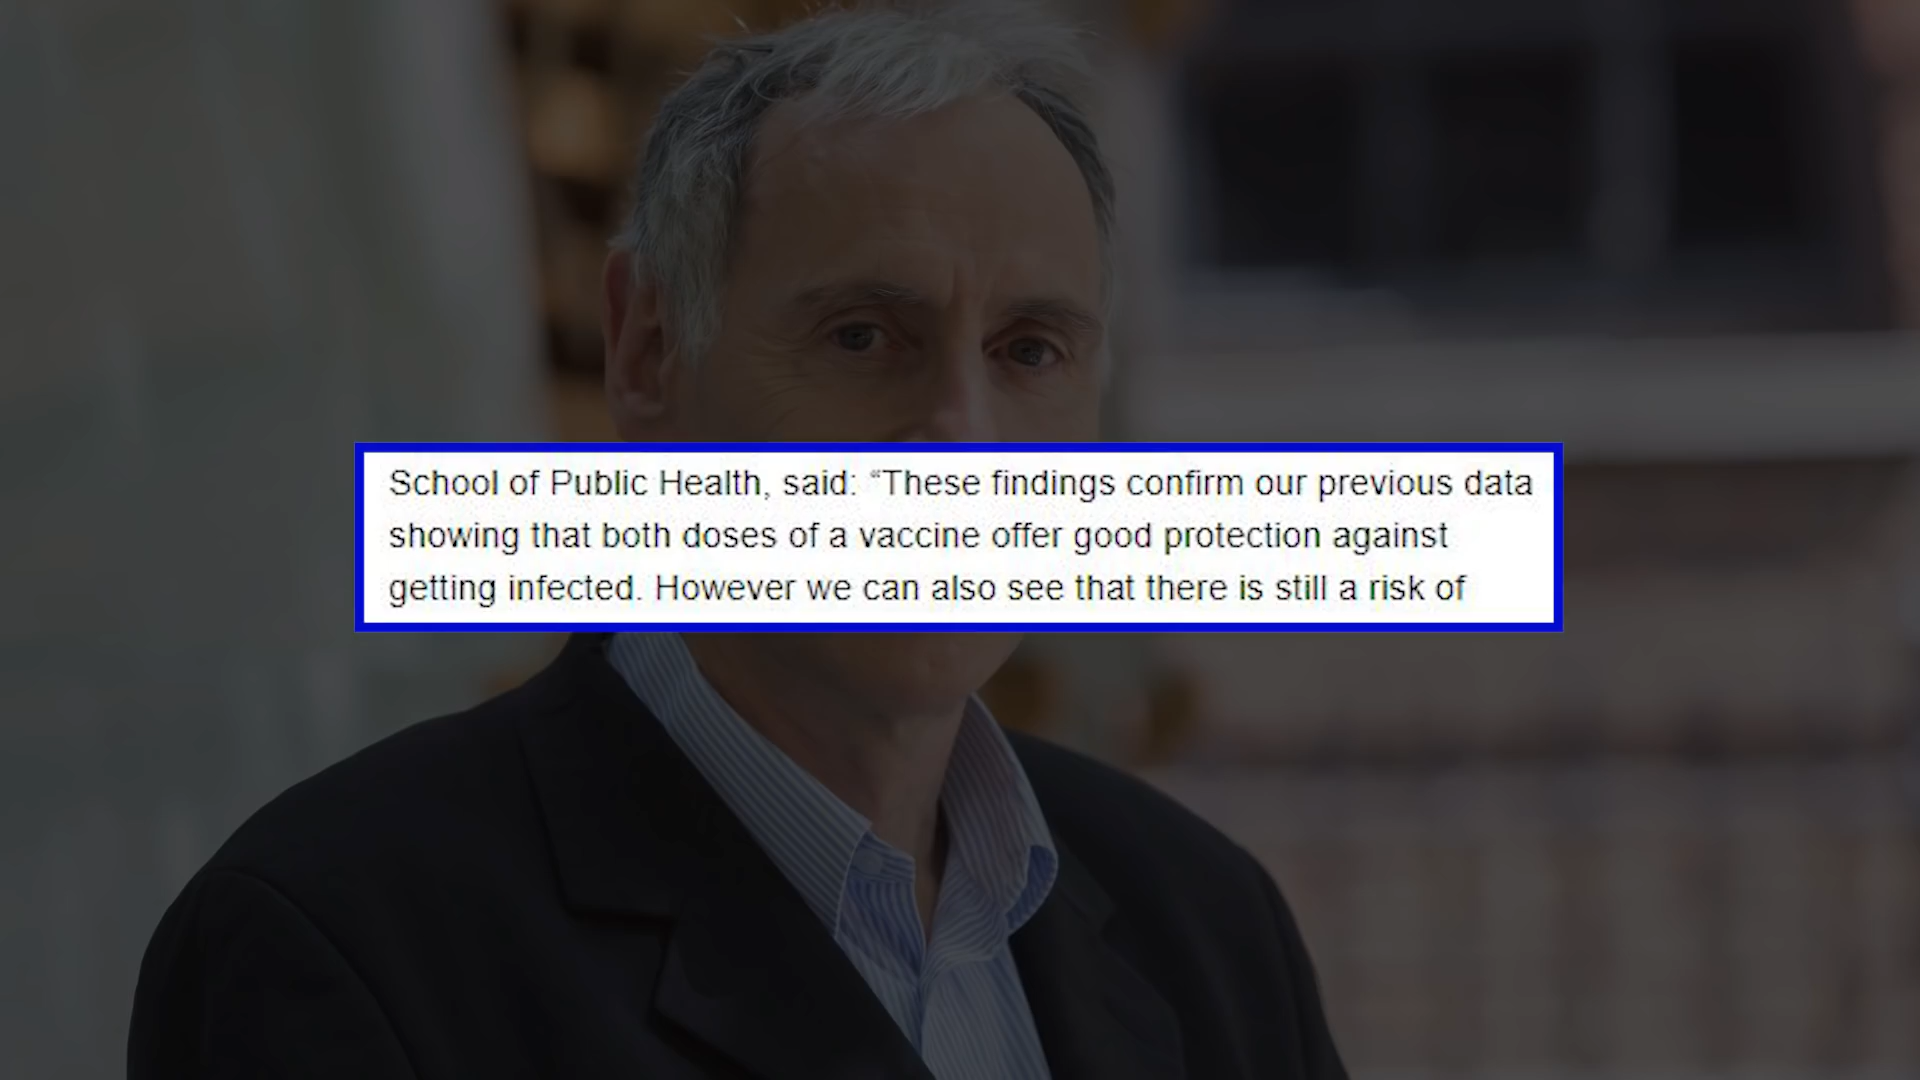 School of Public Health, said: “These findings confirm our previous data
showing that both doses of a vaccine offer good protection against
getting infected. However we can also see that there is still a risk of